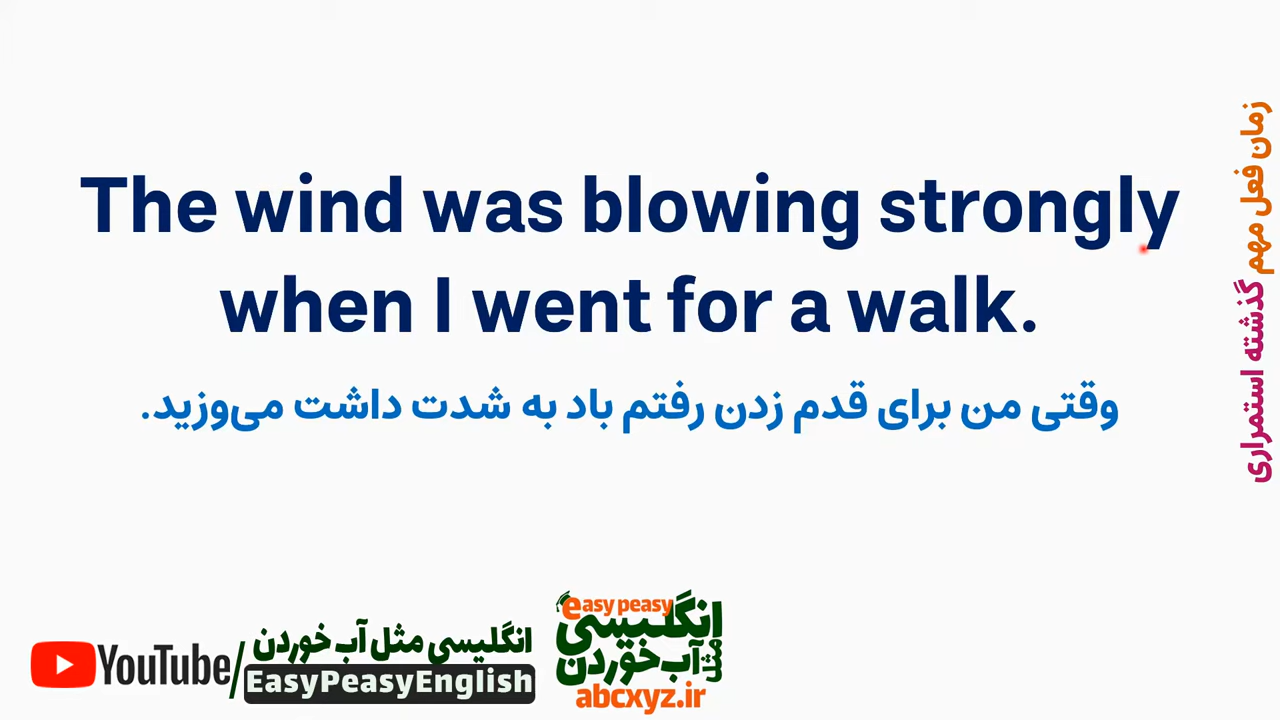 The wind was blowing strongly
when I went for a walk.
وقتی من برای قدم زدن رفتم باد به شدت داشت می‌وزید.
زمان فعل مهم گذشته استمراری
YouTube/انگلیسی مثل آب خوردن
EasyPeasyEnglish
easy peasy
انگلیسی
مثل آب خوردن
abcxyz.ir